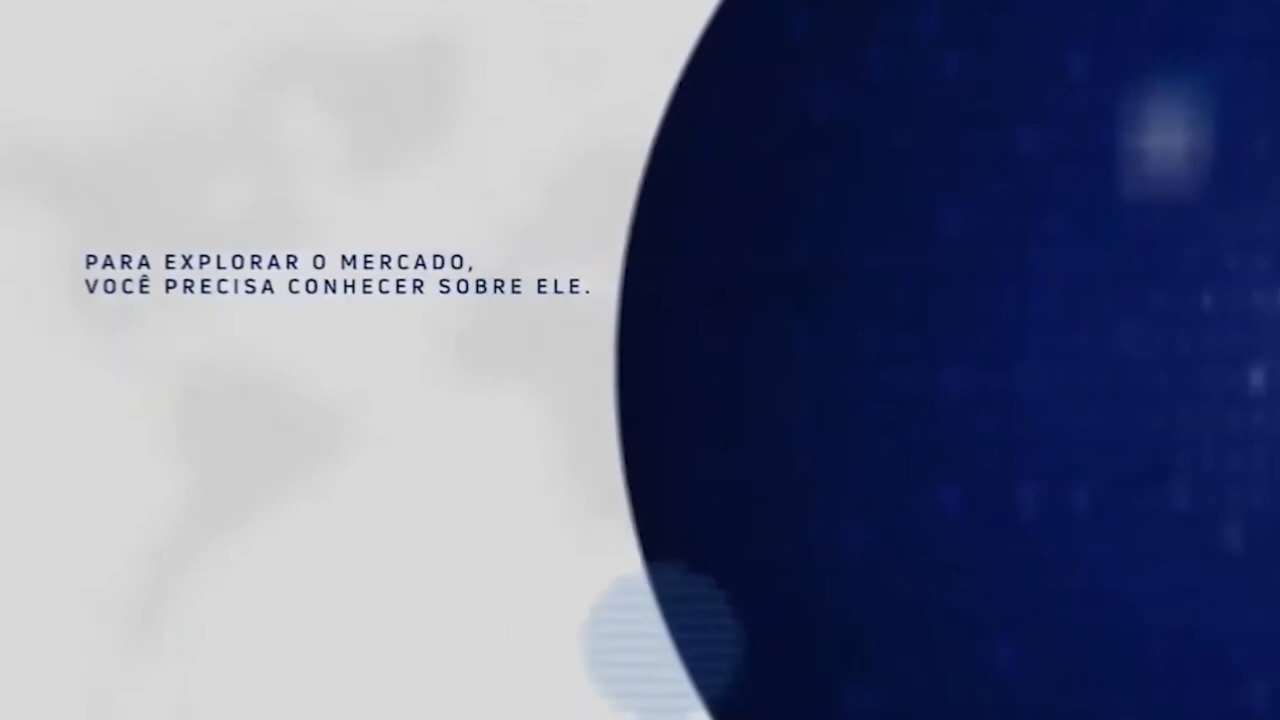 PARA EXPLORAR O MERCADO,
VOCÊ PRECISA CONHECER SOBRE ELE.